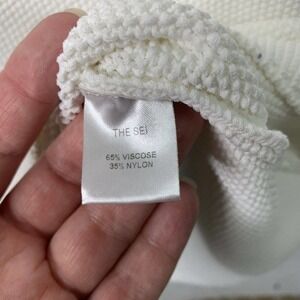 THE SEI
65% VISCOSE
35% NYLON